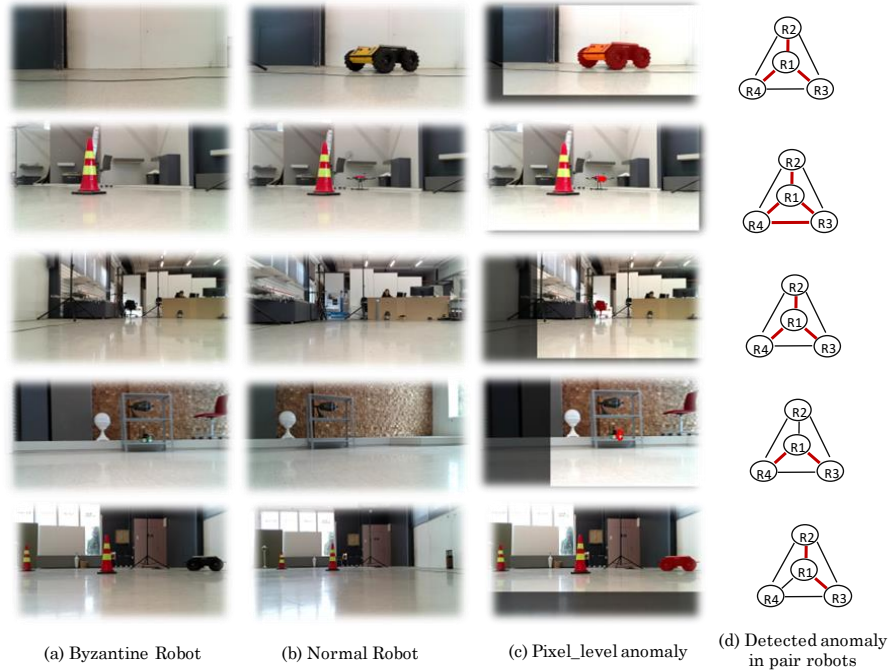 R2
R1
R4 R3
R2
R1
R4 R3
R2
R1
R4 R3
R2
R1
R4 R3
R2
R1
R4 R3
(a) Byzantine Robot (b) Normal Robot (c) Pixel_level anomaly (d) Detected anomaly
in pair robots